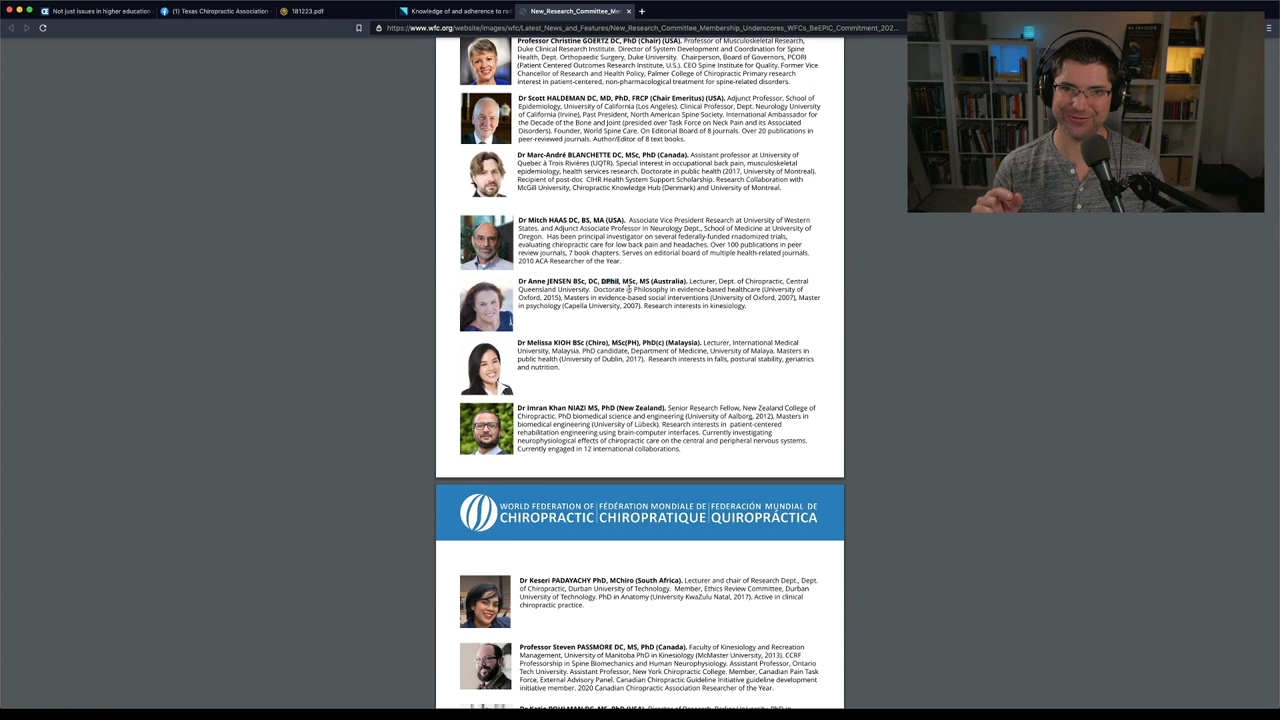 Not just issues in higher education
(1) Texas Chiropractic Association
181223.pdf
Knowledge of and adherence to ra
New_Research_Committee_Me
https://www.wfc.org/website/images/wfc/Latest_News_and_Features/New_Research_Committee_Membership_Underscores_WFCs_BeEPIC_Commitment_202...
Professor Christine GOERTZ DC, PhD (Chair) (USA). Professor of Musculoskeletal Research,
Duke Clinical Research Institute. Director of System Development and Coordination for Spine
Health, Dept. Orthopaedic Surgery, Duke University. Chairperson, Board of Governors, PCORI
(Patient Centered Outcomes Research Institute, U.S.). CEO Spine Institute for Quality. Former Vice
Chancellor of Research and Health Policy, Palmer College of Chiropractic Primary research
interest in patient-centered, non-pharmacological treatment for spine-related disorders.
Dr Scott HALDEMAN DC, MD, PhD, FRCP (Chair Emeritus) (USA). Adjunct Professor, School of
Epidemiology, University of California (Los Angeles). Clinical Professor, Dept. Neurology University
of California (Irvine), Past President, North American Spine Society. International Ambassador for
the Decade of the Bone and Joint (presided over Task Force on Neck Pain and its Associated
Disorders). Founder, World Spine Care. On Editorial Board of 8 journals. Over 20 publications in
peer-reviewed journals. Author/Editor of 8 text books.
Dr Marc-André BLANCHETTE DC, MSc, PhD (Canada). Assistant professor at University of
Quebec à Trois Rivières (UQTR). Special interest in occupational back pain, musculoskeletal
epidemiology, health services research. Doctorate in public health (2017, University of Montreal).
Recipient of post-doc CIHR Health System Support Scholarship. Research Collaboration with
McGill University, Chiropractic Knowledge Hub (Denmark) and University of Montreal.
Dr Mitch HAAS DC, BS, MA (USA). Associate Vice President Research at University of Western
States, and Adjunct Associate Professor in Neurology Dept., School of Medicine at University of
Oregon. Has been principal investigator on several federally-funded rnadomized trials,
evaluating chiropractic care for low back pain and headaches. Over 100 publications in peer
review journals, 7 book chapters. Serves on editorial board of multiple health-related journals.
2010 ACA Researcher of the Year.
Dr Anne JENSEN BSc, DC, DPhil, MSc, MS (Australia). Lecturer, Dept. of Chiropractic, Central
Queensland University. Doctorate Philosophy in evidence-based healthcare (University of
Oxford, 2015), Masters in evidence-based social interventions (University of Oxford, 2007), Master
in psychology (Capella University, 2007). Research interests in kinesiology.
Dr Melissa KIOH BSc (Chiro), MSc(PH), PhD(c) (Malaysia). Lecturer, International Medical
University, Malaysia. PhD candidate, Department of Medicine, University of Malaya. Masters in
public health (University of Dublin, 2017). Research interests in falls, postural stability, geriatrics
and nutrition.
Dr Imran Khan NIAZI MS, PhD (New Zealand). Senior Research Fellow, New Zealand College of
Chiropractic. PhD biomedical science and engineering (University of Aalborg, 2012), Masters in
biomedical engineering (University of Lübeck). Research interests in patient-centered
rehabilitation engineering using brain-computer interfaces. Currently investigating
neurophysiological effects of chiropractic care on the central and peripheral nervous systems.
Currently engaged in 12 international collaborations.
WORLD FEDERATION OF FÉDÉRATION MONDIALE DE FEDERACIÓN MUNDIAL DE
CHIROPRACTIC CHIROPRATIQUE QUIROPRÁCTICA
Dr Keseri PADAYACHY PhD, MChiro (South Africa). Lecturer and chair of Research Dept., Dept.
of Chiropractic, Durban University of Technology. Member, Ethics Review Committee, Durban
University of Technology. PhD in Anatomy (University KwaZulu Natal, 2017). Active in clinical
chiropractic practice.
Professor Steven PASSMORE DC, MS, PhD (Canada). Faculty of Kinesiology and Recreation
Management, University of Manitoba PhD in Kinesiology (McMaster University, 2013). CCRF
Professorship in Spine Biomechanics and Human Neurophysiology. Assistant Professor, Ontario
Tech University. Assistant Professor, New York Chiropractic College. Member, Canadian Pain Task
Force, External Advisory Panel. Canadian Chiropractic Guideline Initiative guideline development
initiative member. 2020 Canadian Chiropractic Association Researcher of the Year.